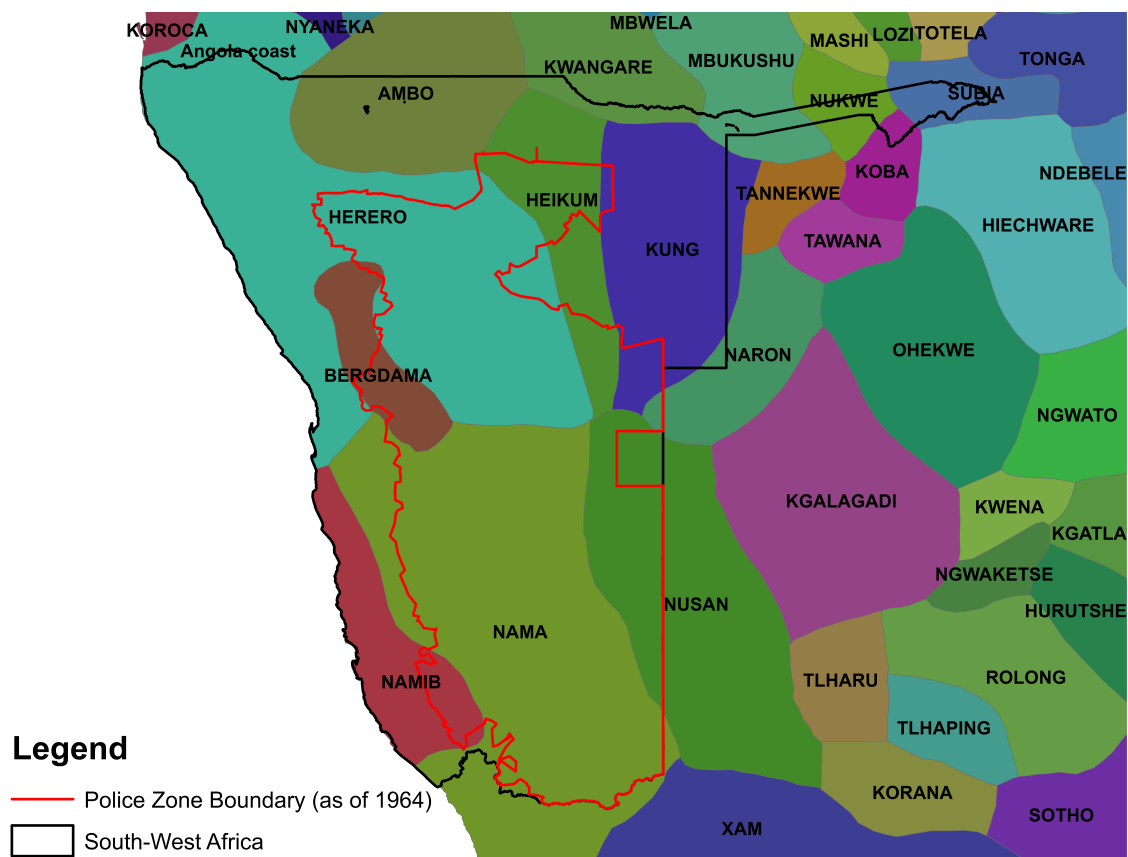 KOROCA
NYANEKA
MBWELA
MASHI
LOZI
TOTELA
Angola coast
KWANGARE
MBUKUSHU
TONGA
AMBO
NUKWE
SUBIA
HERERO
HEIKUM
TANNEKWE
KOBA
NDEBELE
KUNG
TAWANA
HIECHWARE
BERGDAMA
NARON
OHEKWE
NGWATO
KGALAGADI
KWENA
KGATLA
NGWAKETSE
NAMA
NUSAN
HURUTSHE
NAMIB
TLHARU
ROLONG
TLHAPING
KORANA
XAM
SOTHO
Legend
Police Zone Boundary (as of 1964)
South-West Africa